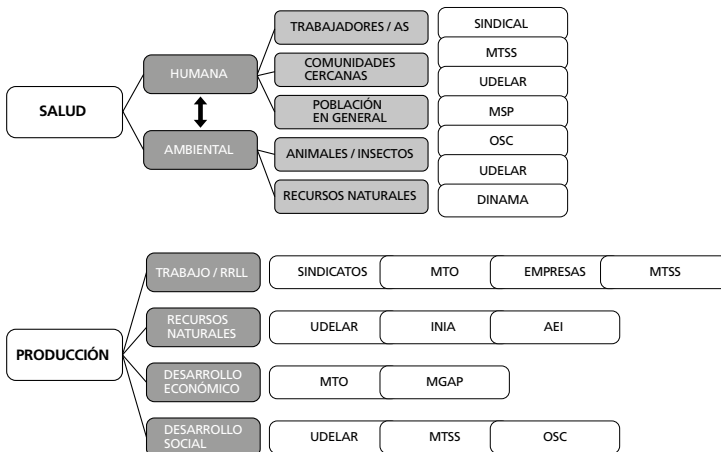 SALUD
HUMANA
AMBIENTAL
TRABAJADORES / AS
COMUNIDADES
CERCANAS
POBLACIÓN
EN GENERAL
ANIMALES / INSECTOS
RECURSOS NATURALES
SINDICAL
MTSS
UDELAR
MSP
OSC
UDELAR
DINAMA
PRODUCCIÓN
TRABAJO / RRLL
SINDICATOS
MTO
EMPRESAS
MTSS
RECURSOS
NATURALES
UDELAR
INIA
AEI
DESARROLLO
ECONÓMICO
MTO
MGAP
DESARROLLO
SOCIAL
UDELAR
MTSS
OSC